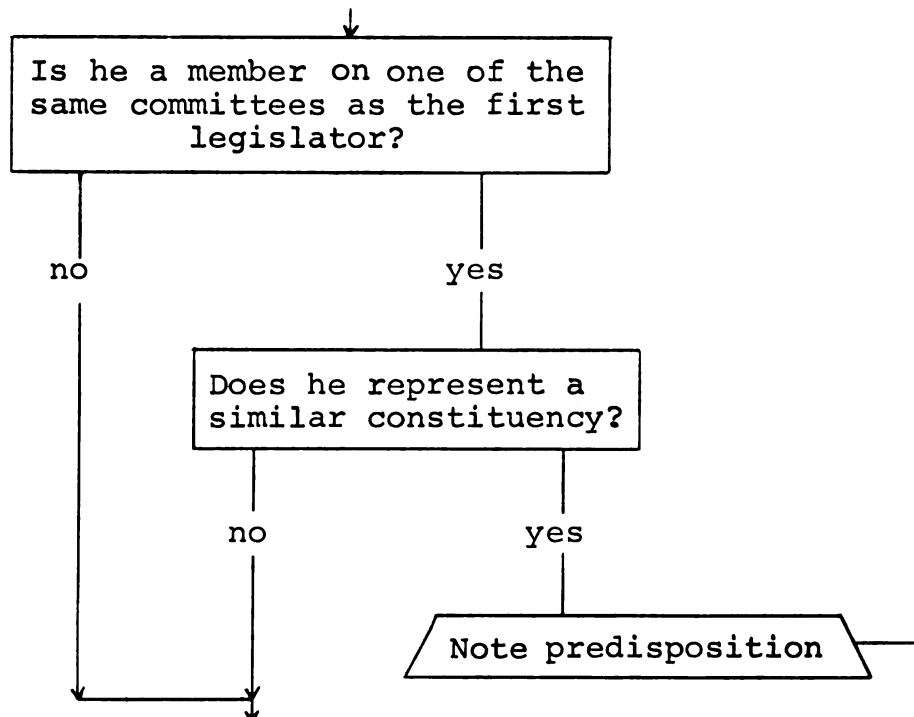 Is he a member on one of the
same committees as the first
legislator?
no
yes
Does he represent a
similar constituency?
no
yes
Note predisposition